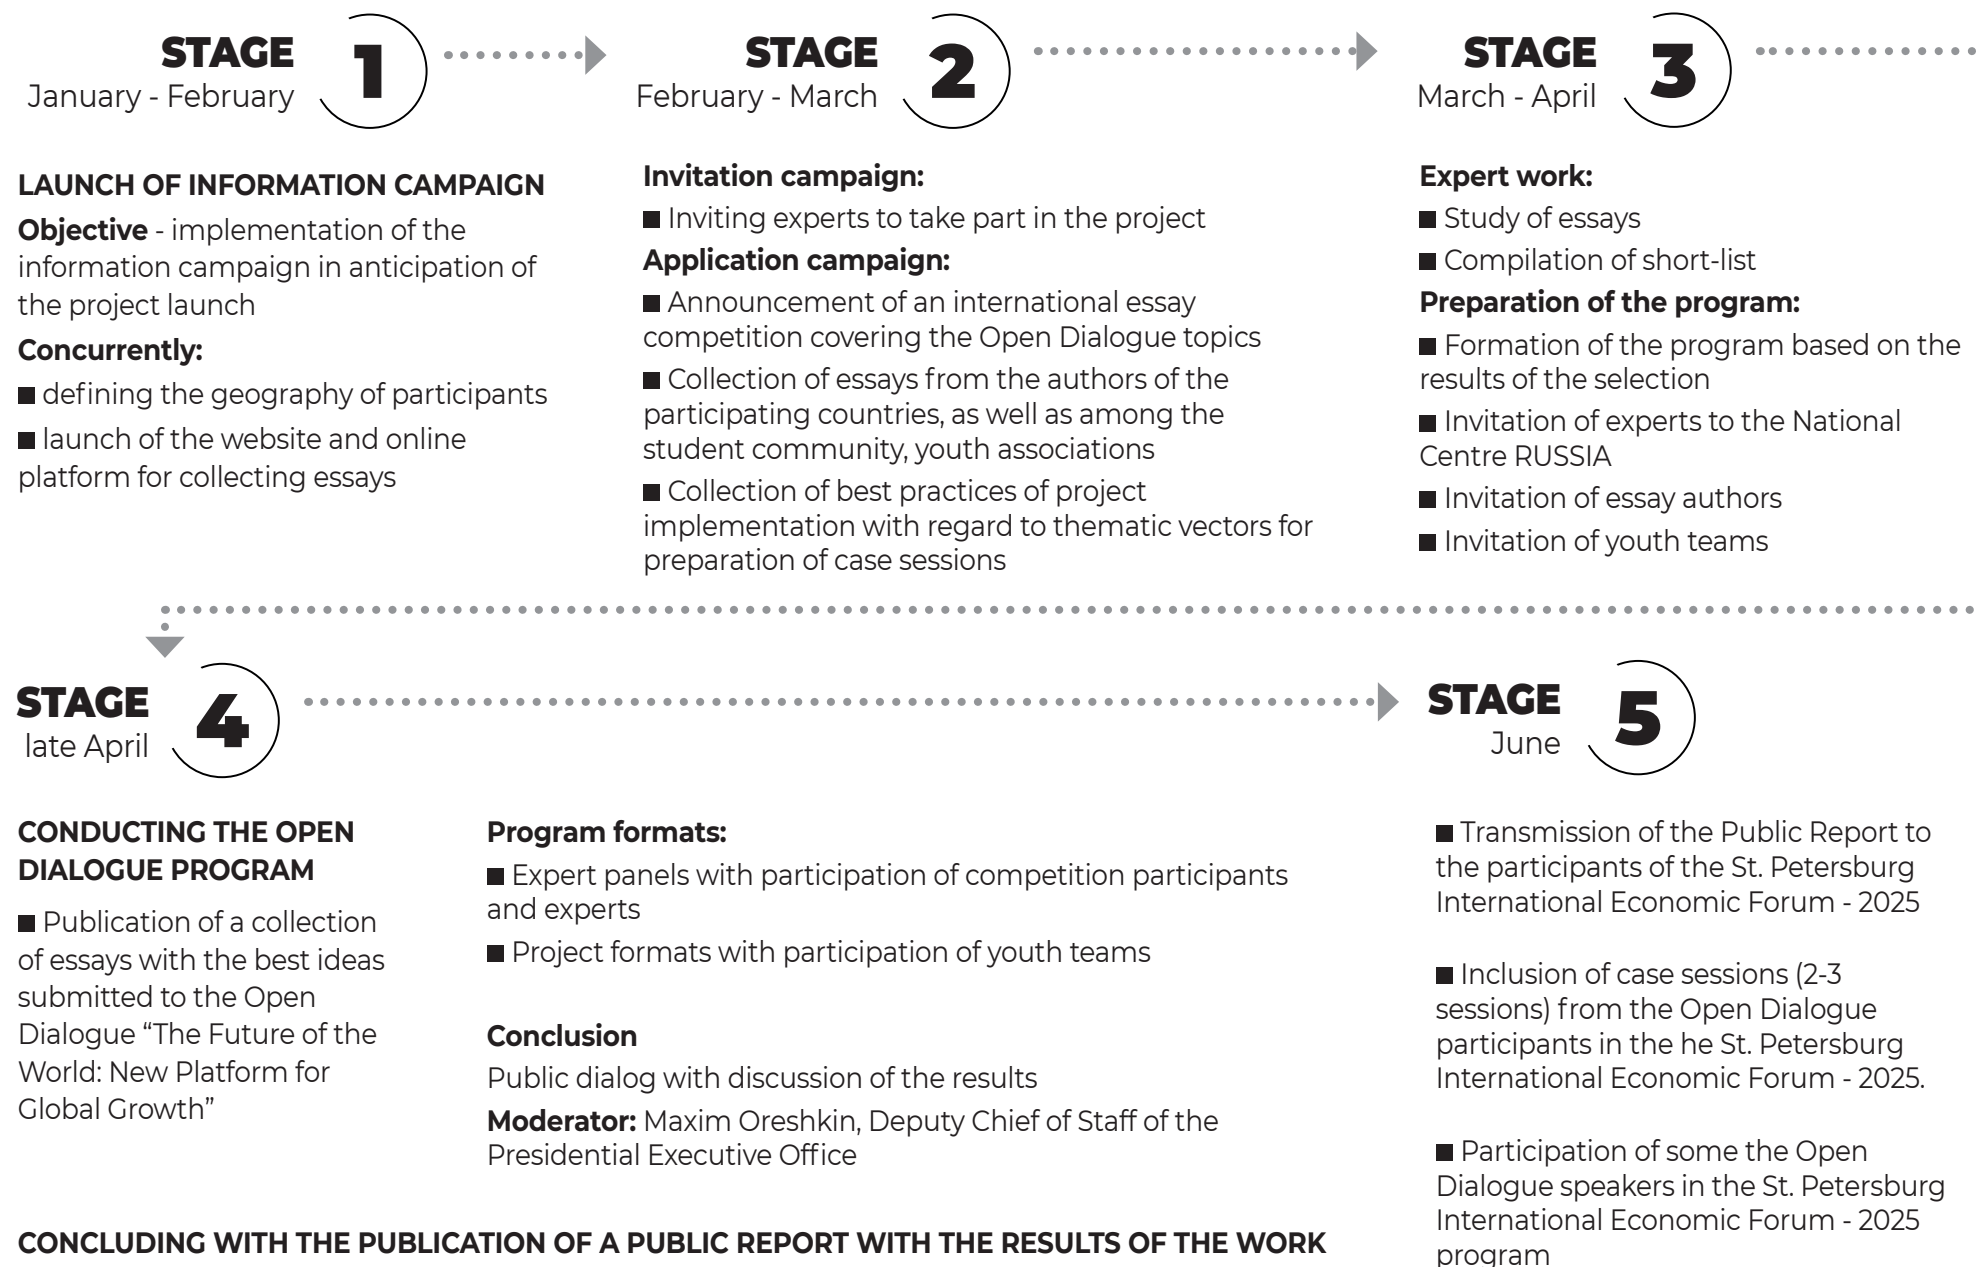 STAGE
January - February
1
LAUNCH OF INFORMATION CAMPAIGN
Objective - implementation of the
information campaign in anticipation of
the project launch
Concurrently:
■ defining the geography of participants
■ launch of the website and online
platform for collecting essays
STAGE
February - March
2
Invitation campaign:
■ Inviting experts to take part in the project
Application campaign:
■ Announcement of an international essay
competition covering the Open Dialogue topics
■ Collection of essays from the authors of the
participating countries, as well as among the
student community, youth associations
■ Collection of best practices of project
implementation with regard to thematic vectors for
preparation of case sessions
STAGE
March - April
3
Expert work:
■ Study of essays
■ Compilation of short-list
Preparation of the program:
■ Formation of the program based on the
results of the selection
■ Invitation of experts to the National
Centre RUSSIA
■ Invitation of essay authors
■ Invitation of youth teams
STAGE
late April
4
CONDUCTING THE OPEN
DIALOGUE PROGRAM
■ Publication of a collection
of essays with the best ideas
submitted to the Open
Dialogue “The Future of the
World: New Platform for
Global Growth”
Program formats:
■ Expert panels with participation of competition participants
and experts
■ Project formats with participation of youth teams
Conclusion
Public dialog with discussion of the results
Moderator: Maxim Oreshkin, Deputy Chief of Staff of the
Presidential Executive Office
CONCLUDING WITH THE PUBLICATION OF A PUBLIC REPORT WITH THE RESULTS OF THE WORK
STAGE
June
5
■ Transmission of the Public Report to
the participants of the St. Petersburg
International Economic Forum - 2025
■ Inclusion of case sessions (2-3
sessions) from the Open Dialogue
participants in the he St. Petersburg
International Economic Forum - 2025.
■ Participation of some the Open
Dialogue speakers in the St. Petersburg
International Economic Forum - 2025
program